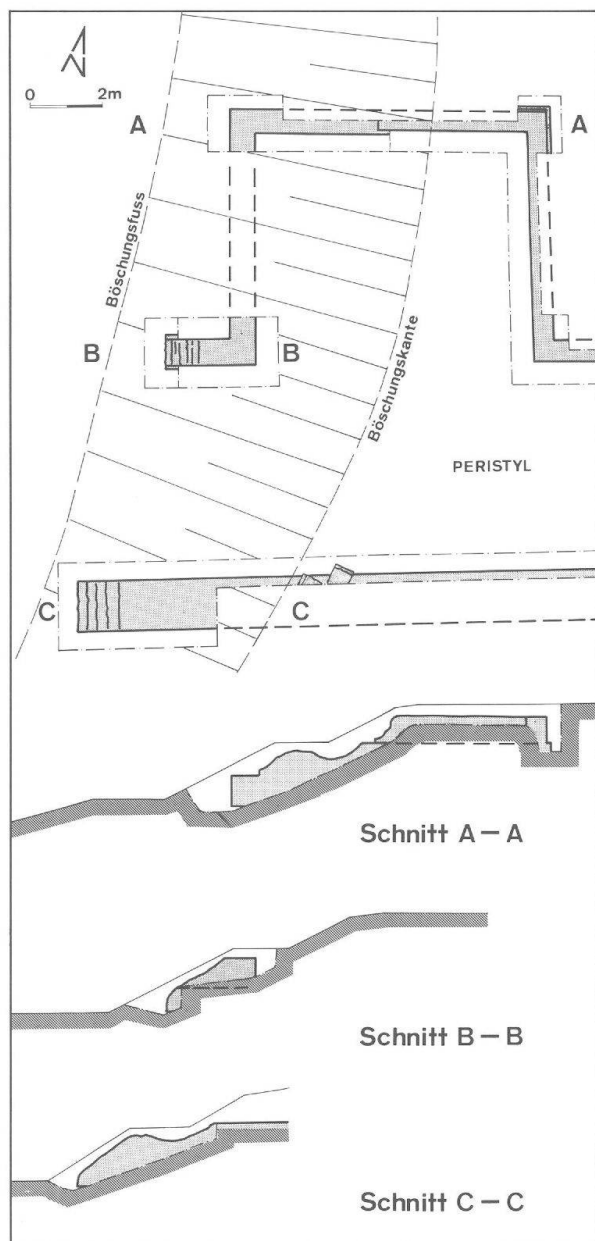 0 2m
A A
Böschungsfuss
B B
Böschungskante
PERISTYL
C C
Schnitt A – A
Schnitt B – B
Schnitt C – C